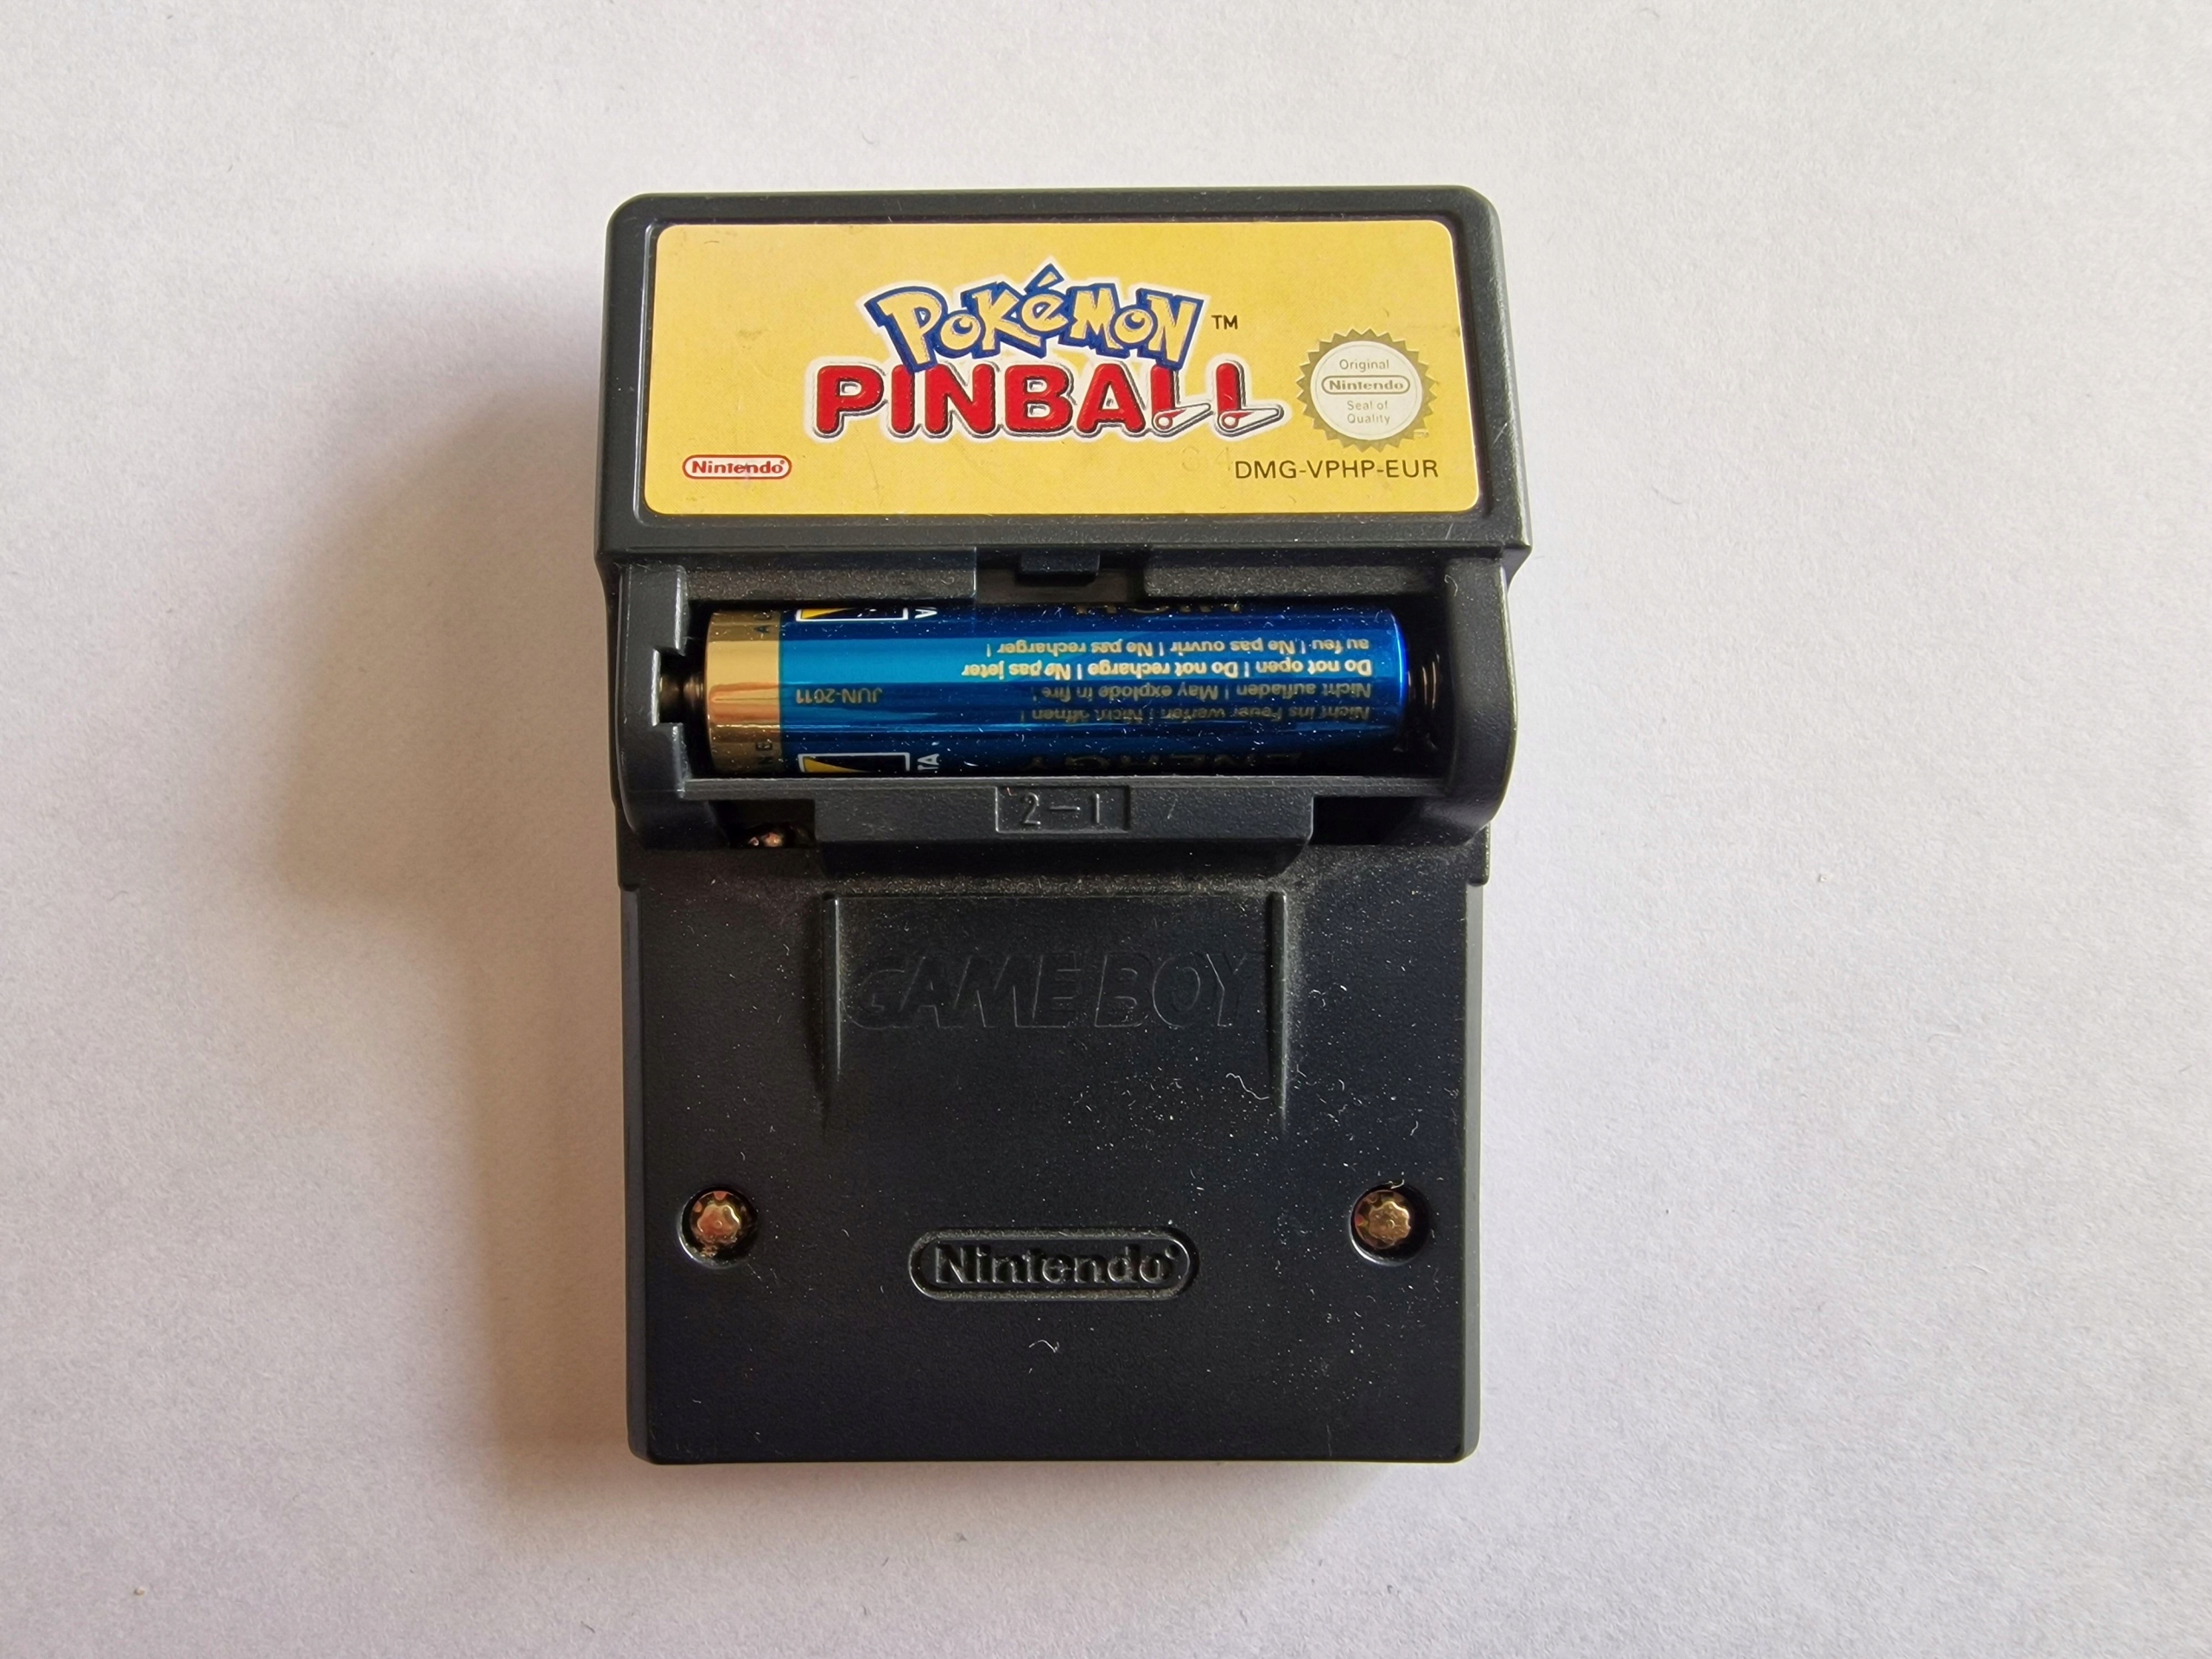 POKéMON ™
PINBALL
Original
Nintendo
Seal of
Quality
Nintendo®
DMG-VPHP-EUR
au feu ! Ne pas ouvrir ! Ne pas recharger !
Do not open ! Do not recharge ! Ne pas jeter
Nicht aufladen ! May explode in fire !
Nicht ins Feuer werfen ! Nicht öffnen !
JUN-2011
2-1
GAME BOY
Nintendo®